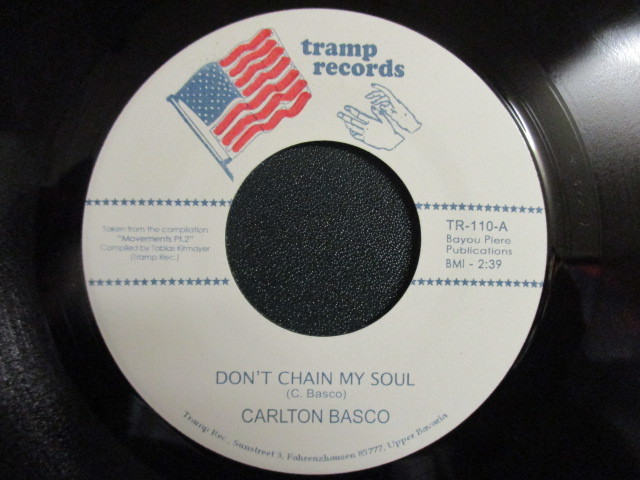 tramp
records
Taken from the compilation
"Movements Pt.2"
Compiled by Tobias Kirmayer
(Tramp Rec.)
TR-110-A
Bayou Piere
Publications
BMI - 2:39
DON'T CHAIN MY SOUL
(C. Basco)
CARLTON BASCO
Tramp Rec., Sunstreet 3, Fahrenzhausen 85777, Upper Bavaria